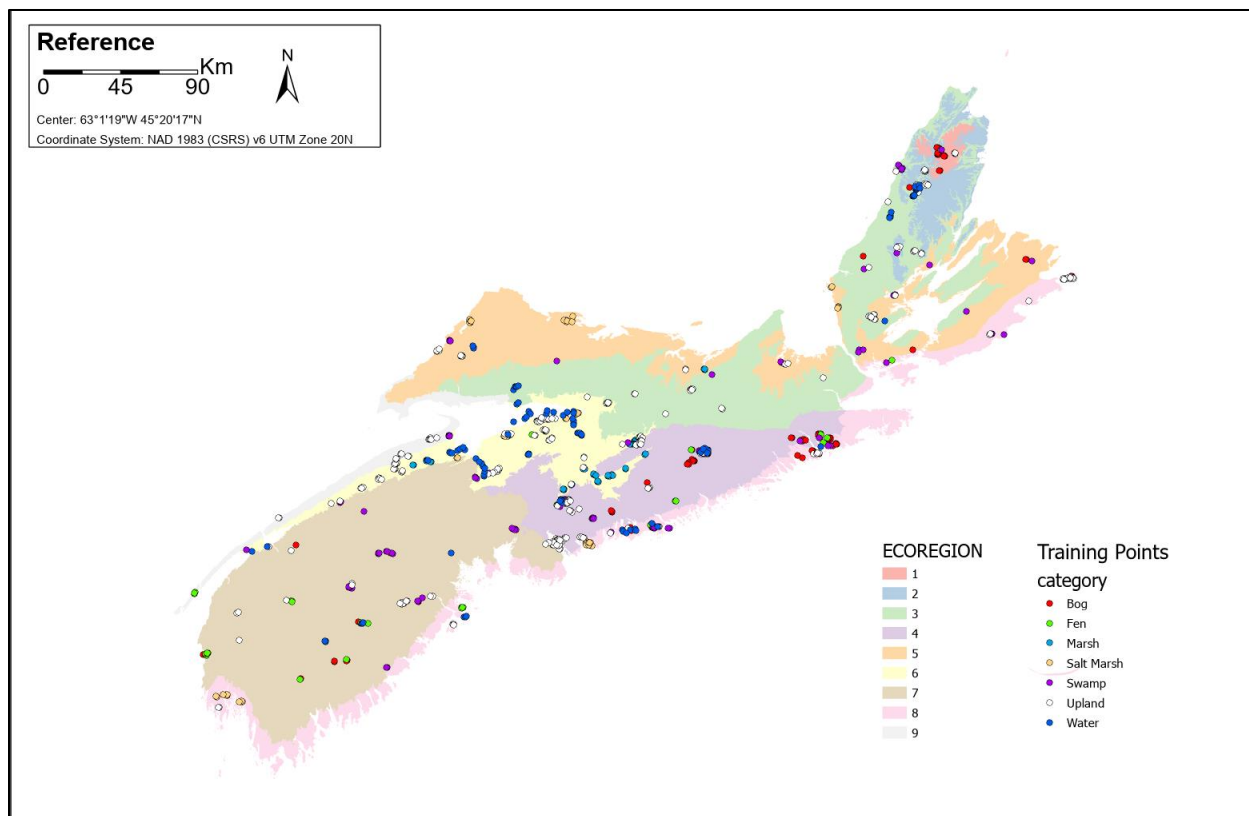 Reference
Km
0 45 90
N
Center: 63°1'19"W 45°20'17"N
Coordinate System: NAD 1983 (CSRS) v6 UTM Zone 20N
ECOREGION
1
2
3
4
5
6
7
8
9
Training Points
category
Bog
Fen
Marsh
Salt Marsh
Swamp
Upland
Water